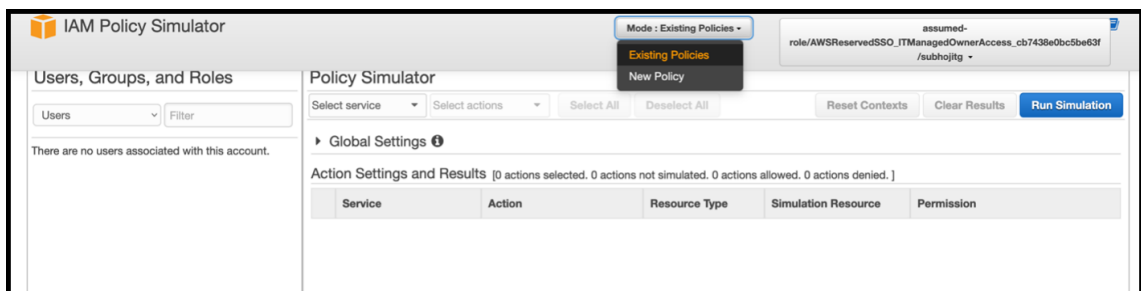 IAM Policy Simulator
Mode : Existing Policies
assumed-
role/AWSReservedSSO_ITManagedOwnerAccess_cb7438e0bc5be63f
/subhojitg
Existing Policies
New Policy
Users, Groups, and Roles
Policy Simulator
Users
Filter
Select service
Select actions
Select All
Deselect All
Reset Contexts
Clear Results
Run Simulation
There are no users associated with this account.
Global Settings
Action Settings and Results [0 actions selected. 0 actions not simulated. 0 actions allowed. 0 actions denied. ]
Service Action Resource Type Simulation Resource Permission